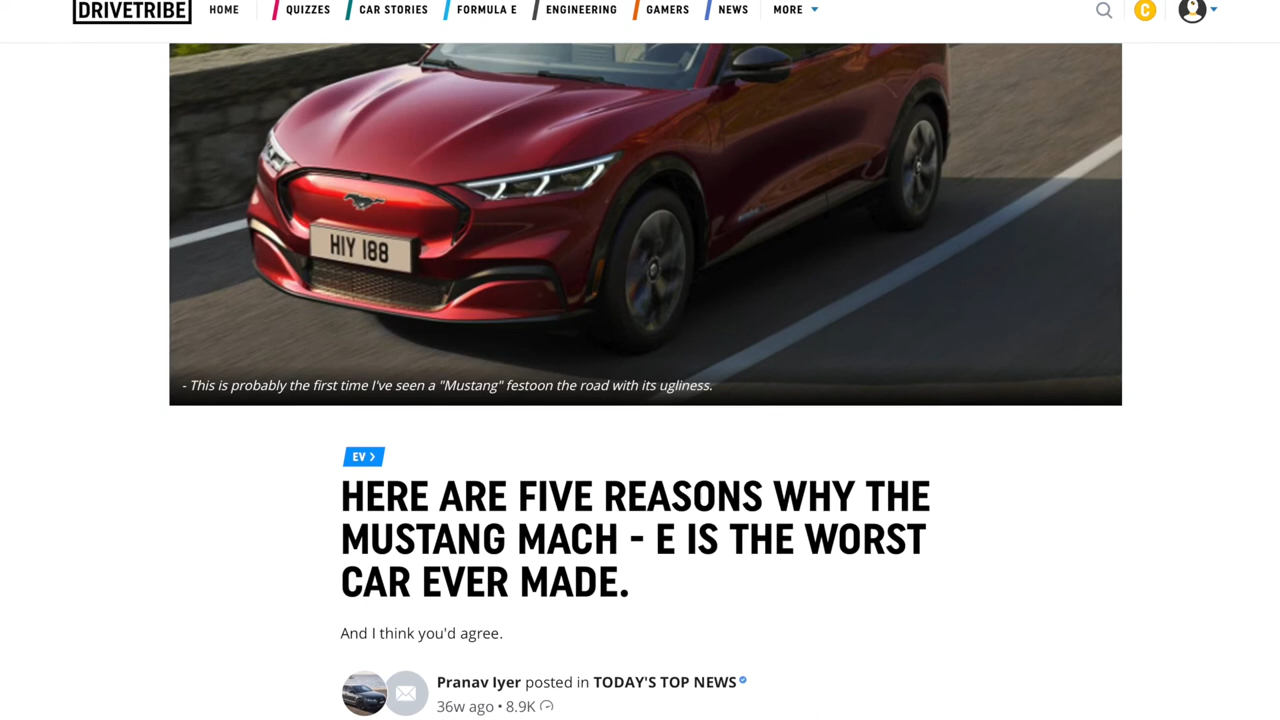 DRIVETRIBE HOME QUIZZES CAR STORIES FORMULA E ENGINEERING GAMERS NEWS MORE C
HIY 188
- This is probably the first time I've seen a "Mustang" festoon the road with its ugliness.
EV >
HERE ARE FIVE REASONS WHY THE
MUSTANG MACH - E IS THE WORST
CAR EVER MADE.
And I think you'd agree.
Pranav Iyer posted in TODAY'S TOP NEWS
36w ago • 8.9K